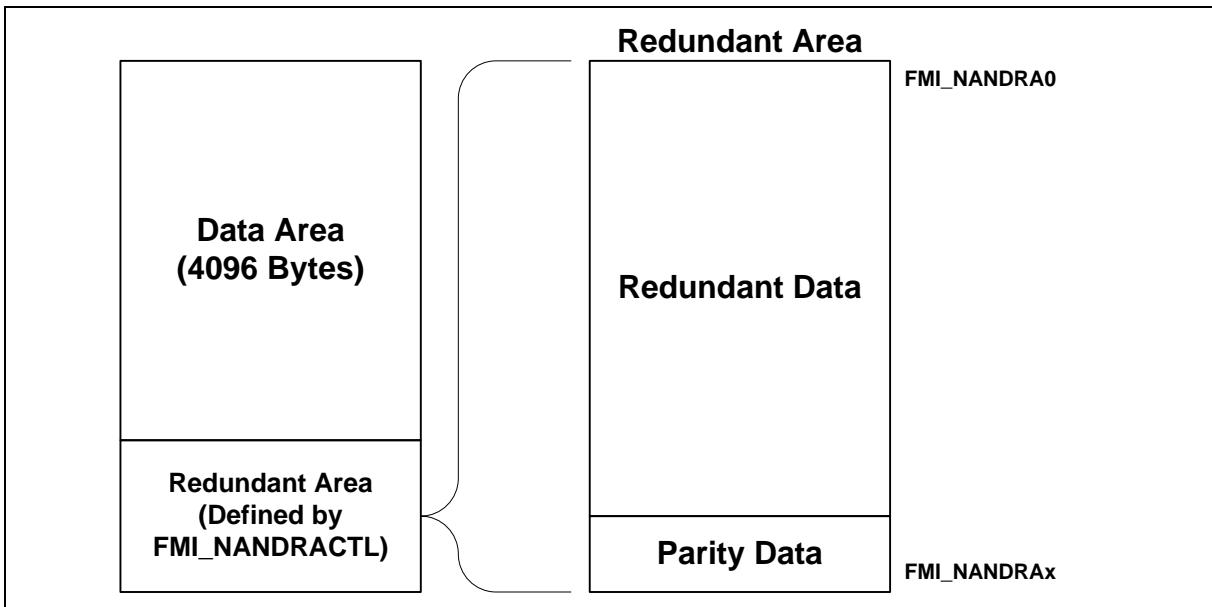 Data Area
(4096 Bytes)
Redundant Area
(Defined by
FMI_NANDRACTL)
Redundant Area
FMI_NANDRA0
Redundant Data
Parity Data
FMI_NANDRAx